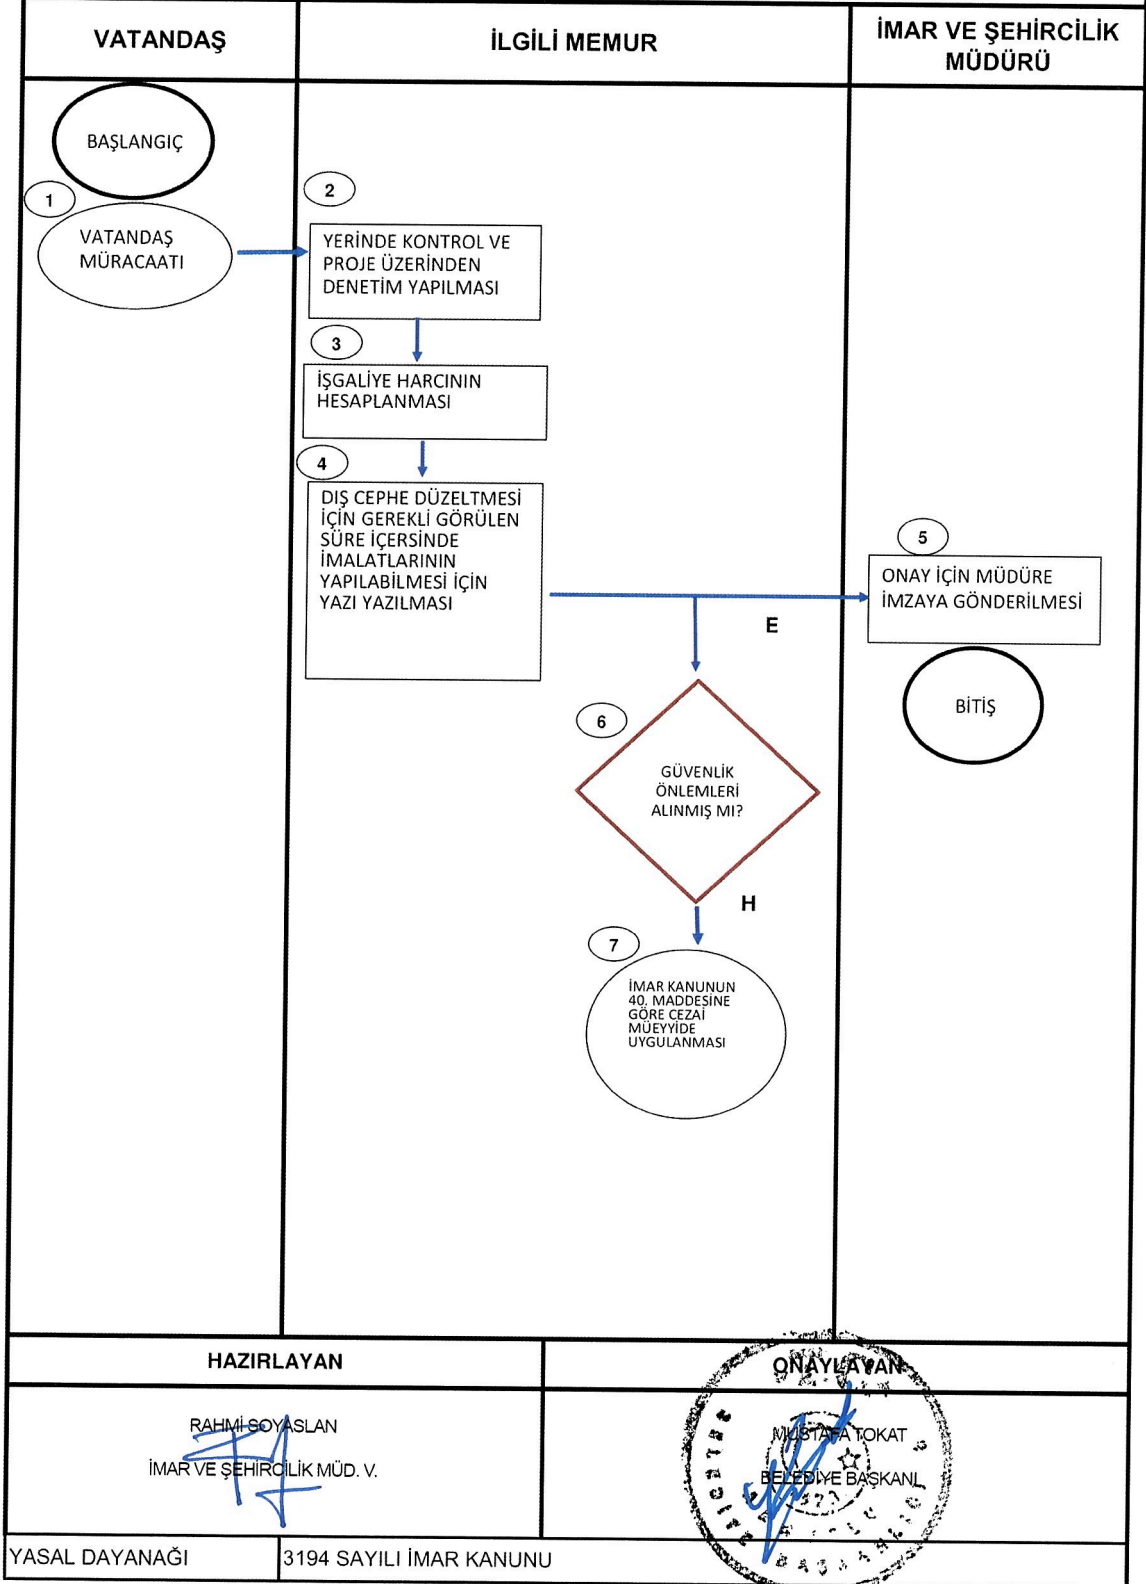 VATANDAŞ
İLGİLİ MEMUR
İMAR VE ŞEHİRCİLİK
MÜDÜRÜ
BAŞLANGIÇ
1
VATANDAŞ
MÜRACAATI
2
YERİNDE KONTROL VE
PROJE ÜZERİNDEN
DENETİM YAPILMASI
3
İŞGALİYE HARCININ
HESAPLANMASI
4
DIŞ CEPHE DÜZELTMESİ
İÇİN GEREKLİ GÖRÜLEN
SÜRE İÇERSİNDE
İMALATLARININ
YAPILABİLMESİ İÇİN
YAZI YAZILMASI
5
ONAY İÇİN MÜDÜRE
İMZAYA GÖNDERİLMESİ
E
BİTİŞ
6
GÜVENLİK
ÖNLEMLERİ
ALINMIŞ MI?
H
7
İMAR KANUNUN
40. MADDESİNE
GÖRE CEZAİ
MÜEYYİDE
UYGULANMASI
HAZIRLAYAN
ONAYLAYAN
RAHMİ SOYASLAN
İMAR VE ŞEHİRCİLİK MÜD. V.
MUSTAFA TOKAT
BELEDİYE BAŞKANI
YASAL DAYANAĞI
3194 SAYILI İMAR KANUNU